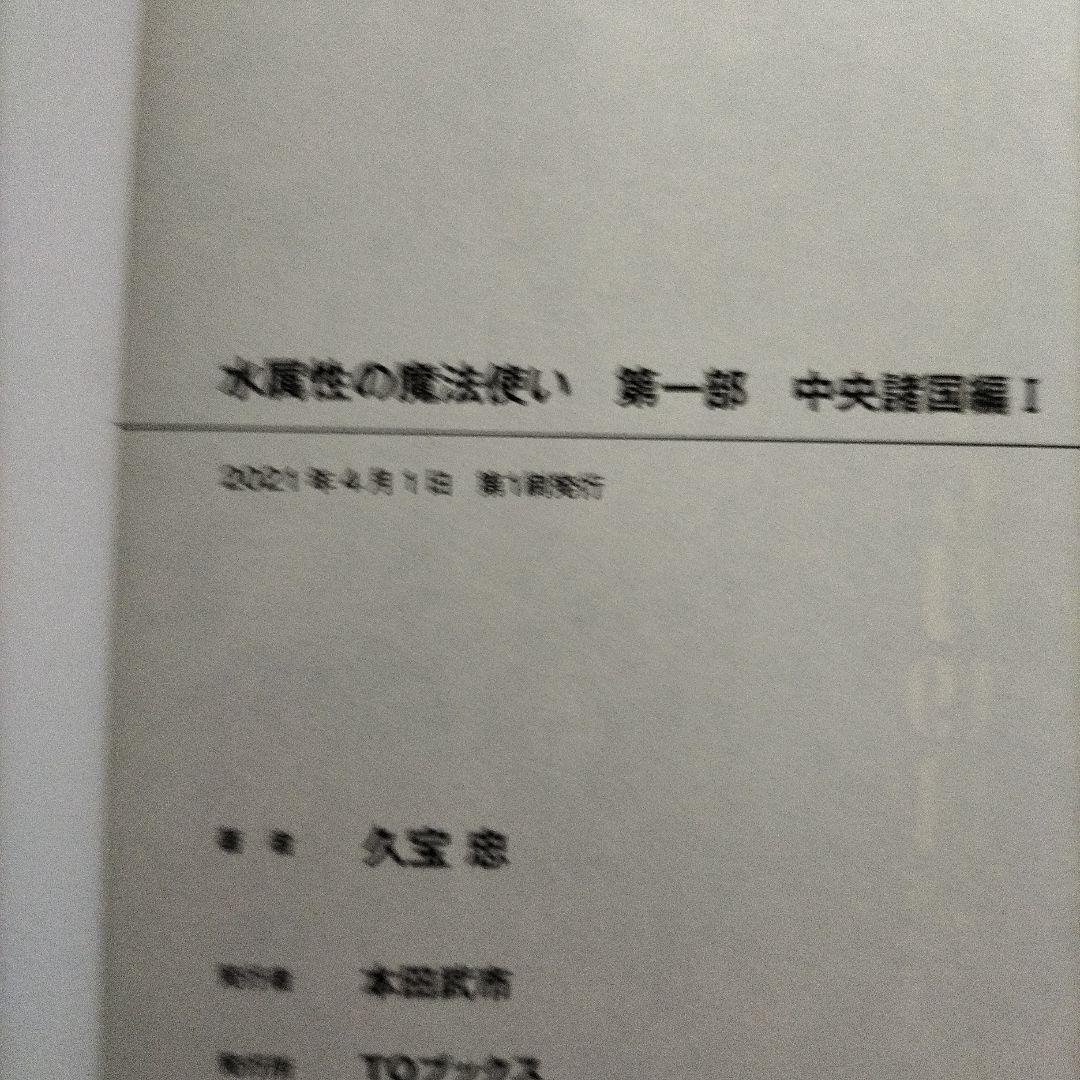 水属性の魔法使い　第一部　中央諸国編Ⅰ
2021年4月1日　第1刷発行
著　者　久宝 忠
発行者　本田武市
発行所　TOブックス